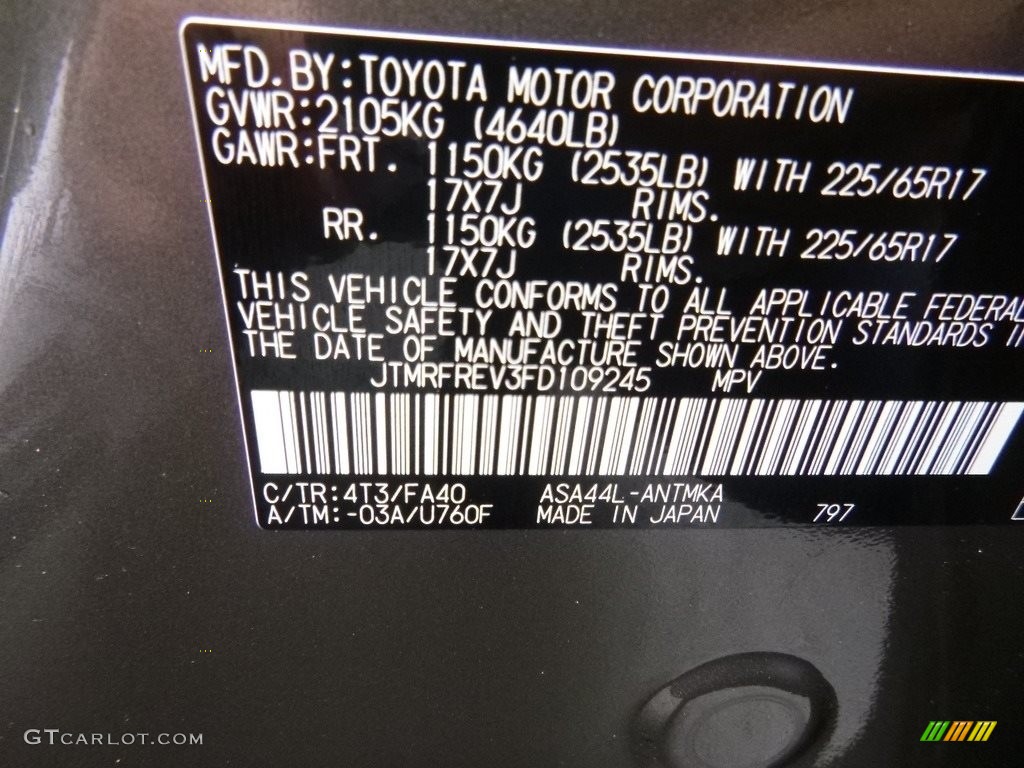 MFD.BY:TOYOTA MOTOR CORPORATION
GVWR:2105KG (4640LB)
GAWR:FRT. 1150KG (2535LB) WITH 225/65R17
17X7J RIMS.
RR. 1150KG (2535LB) WITH 225/65R17
17X7J RIMS.
THIS VEHICLE CONFORMS TO ALL APPLICABLE FEDERAL
VEHICLE SAFETY AND THEFT PREVENTION STANDARDS IN
THE DATE OF MANUFACTURE SHOWN ABOVE.
JTMRFREV3FD109245 MPV
C/TR:4T3/FA40 ASA44L-ANTMKA
A/TM:-03A/U760F MADE IN JAPAN 797
GTCARLOT.COM